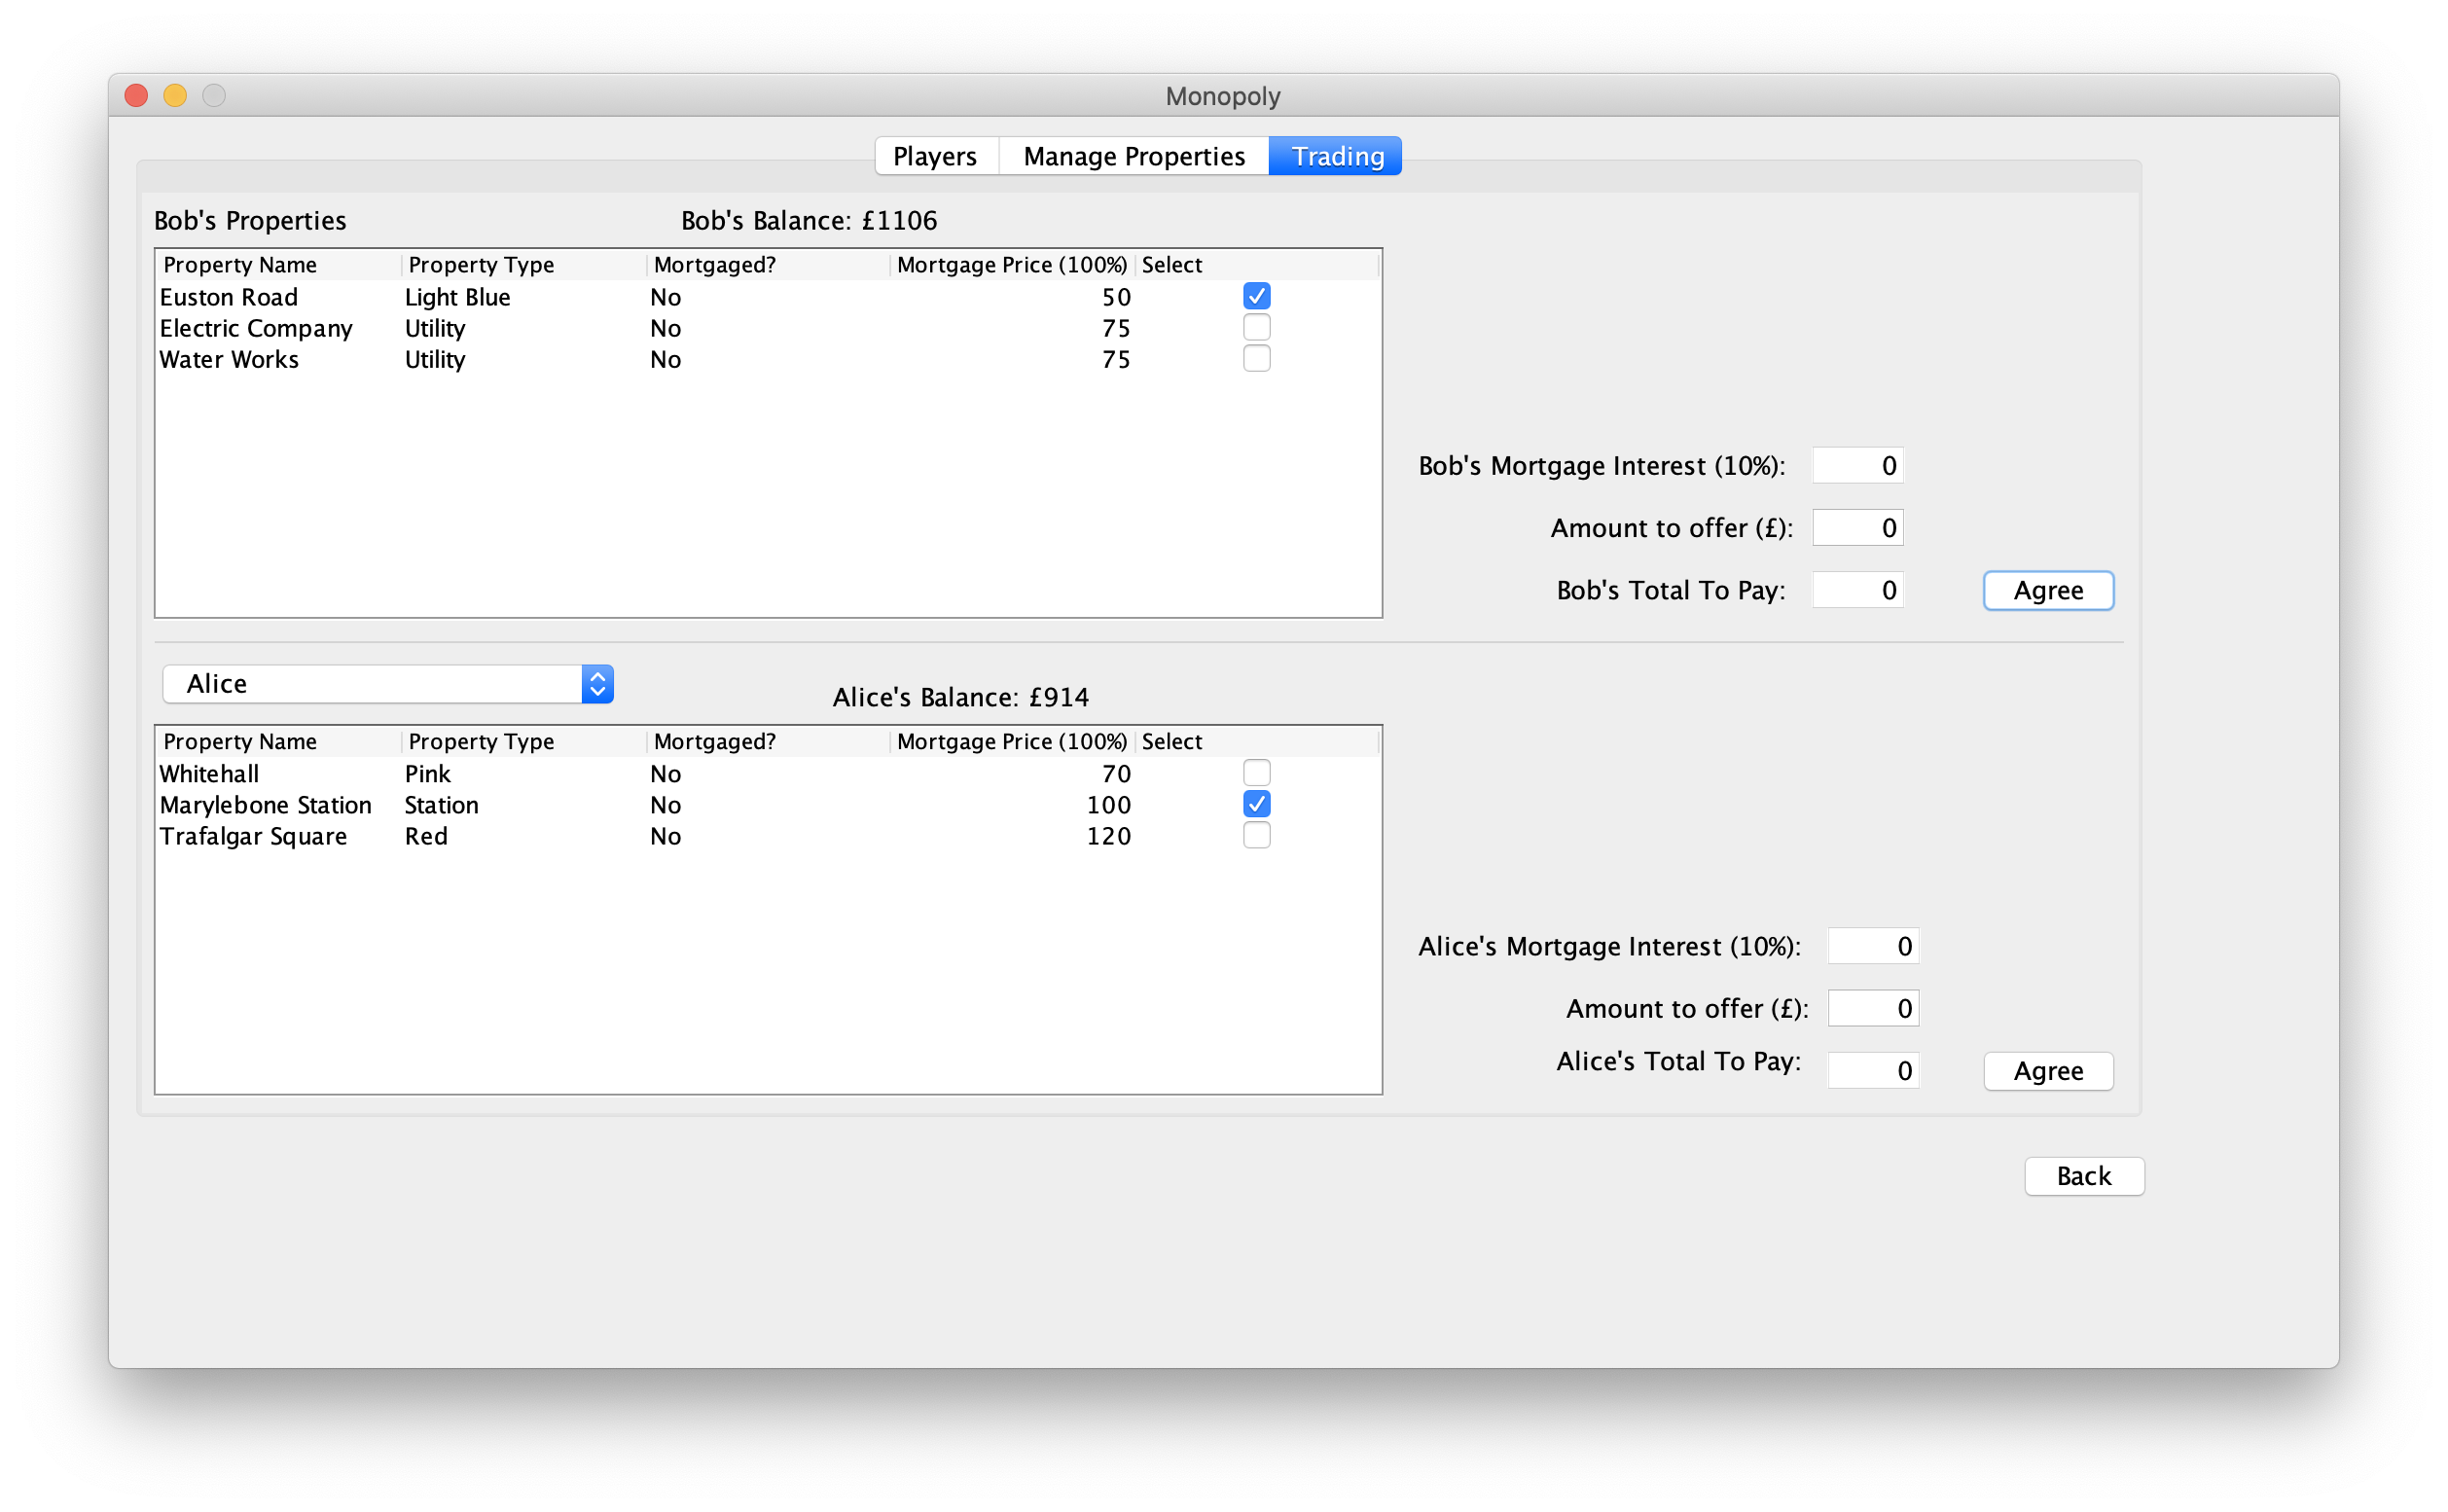 Monopoly
Players Manage Properties Trading
Bob's Properties Bob's Balance: £1106
Property Name Property Type Mortgaged? Mortgage Price (100%) Select
Euston Road Light Blue No 50
Electric Company Utility No 75
Water Works Utility No 75
Bob's Mortgage Interest (10%): 0
Amount to offer (£): 0
Bob's Total To Pay: 0 Agree
Alice Alice's Balance: £914
Property Name Property Type Mortgaged? Mortgage Price (100%) Select
Whitehall Pink No 70
Marylebone Station Station No 100
Trafalgar Square Red No 120
Alice's Mortgage Interest (10%): 0
Amount to offer (£): 0
Alice's Total To Pay: 0 Agree
Back